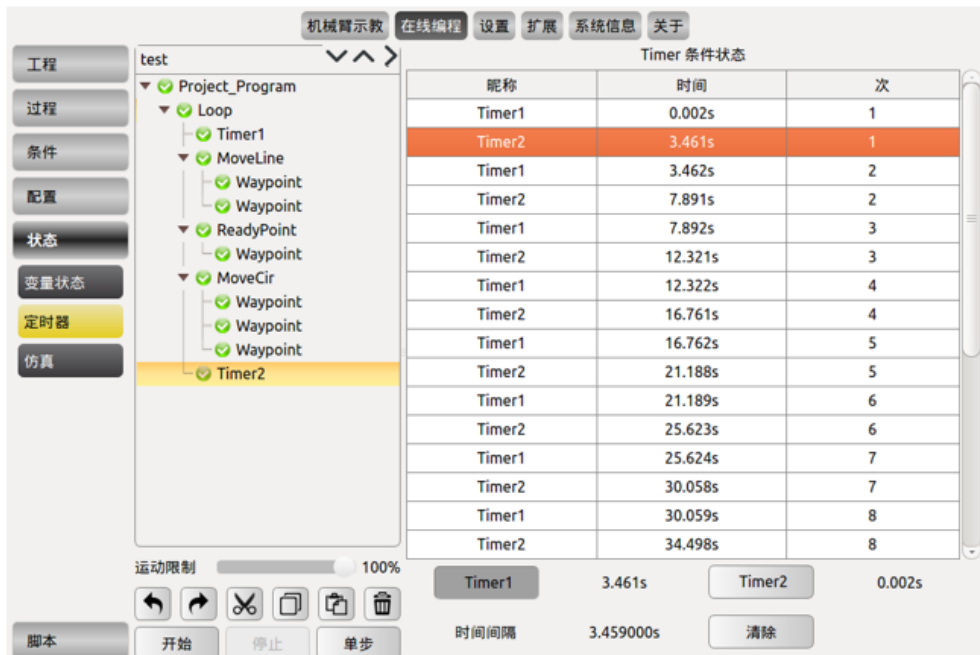 机械臂示教 在线编程 设置 扩展 系统信息 关于
工程
过程
条件
配置
状态
变量状态
定时器
仿真
脚本
test
Project_Program
Loop
Timer1
MoveLine
Waypoint
Waypoint
ReadyPoint
Waypoint
MoveCir
Waypoint
Waypoint
Waypoint
Timer2
运动限制 100%
开始 停止 单步
Timer 条件状态
昵称 时间 次
Timer1 0.002s 1
Timer2 3.461s 1
Timer1 3.462s 2
Timer2 7.891s 2
Timer1 7.892s 3
Timer2 12.321s 3
Timer1 12.322s 4
Timer2 16.761s 4
Timer1 16.762s 5
Timer2 21.188s 5
Timer1 21.189s 6
Timer2 25.623s 6
Timer1 25.624s 7
Timer2 30.058s 7
Timer1 30.059s 8
Timer2 34.498s 8
Timer1 3.461s Timer2 0.002s
时间间隔 3.459000s 清除